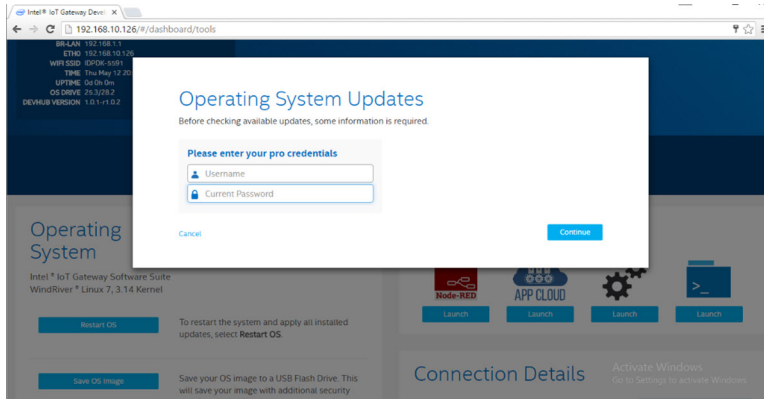 Intel® IoT Gateway Devel
192.168.10.126/#/dashboard/tools
BR-LAN 192.168.1.1
ETH0 192.168.10.126
WIFI SSID IDPDK-5591
TIME Thu May 12 20:
UPTIME 0d 0h 0m
OS DRIVE 25.3/28.2
DEVHUB VERSION 1.0.1-r1.0.2
Operating System Updates
Before checking available updates, some information is required.
Please enter your pro credentials
Username
Current Password
Cancel
Continue
Operating
System
Intel® IoT Gateway Software Suite
WindRiver® Linux 7, 3.14 Kernel
Restart OS
To restart the system and apply all installed
updates, select Restart OS.
Save OS Image
Save your OS image to a USB Flash Drive. This
will save your image with additional security
Node-RED
APP CLOUD
>_
Launch
Launch
Launch
Launch
Connection Details
Activate Windows
Go to Settings to activate Windows.